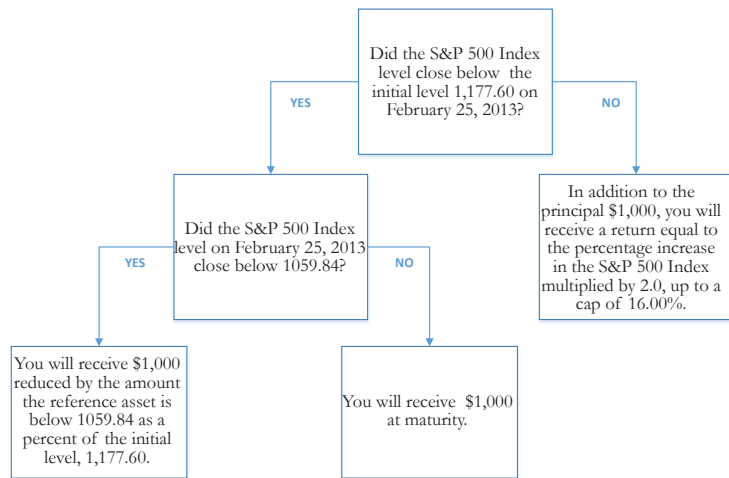 Did the S&P 500 Index
level close below the
initial level 1,177.60 on
February 25, 2013?
YES
NO
Did the S&P 500 Index
level on February 25, 2013
close below 1059.84?
In addition to the
principal $1,000, you will
receive a return equal to
the percentage increase
in the S&P 500 Index
multiplied by 2.0, up to a
cap of 16.00%.
YES
NO
You will receive $1,000
reduced by the amount
the reference asset is
below 1059.84 as a
percent of the initial
level, 1,177.60.
You will receive $1,000
at maturity.